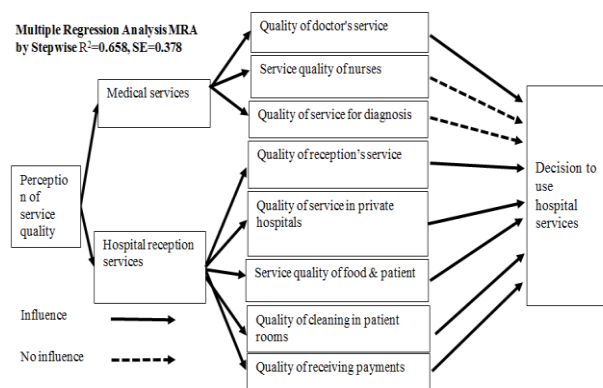 Multiple Regression Analysis MRA
by Stepwise R²=0.658, SE=0.378
Perceptio
n of
service
quality
Medical services
Hospital reception
services
Quality of doctor's service
Service quality of nurses
Quality of service for diagnosis
Quality of reception's service
Quality of service in private
hospitals
Service quality of food & patient
Quality of cleaning in patient
rooms
Quality of receiving payments
Decision to
use
hospital
services
Influence
No influence